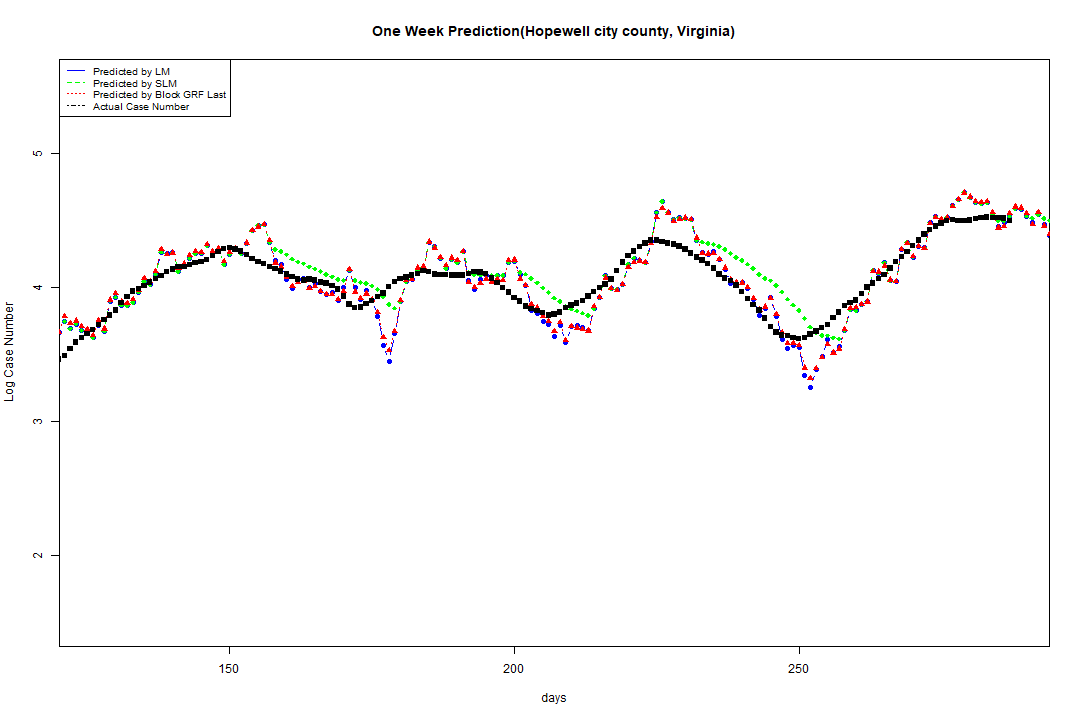 One Week Prediction(Hopewell city county, Virginia)
Predicted by LM
Predicted by SLM
Predicted by Block GRF Last
Actual Case Number
5
4
3
2
Log Case Number
150
200
250
days